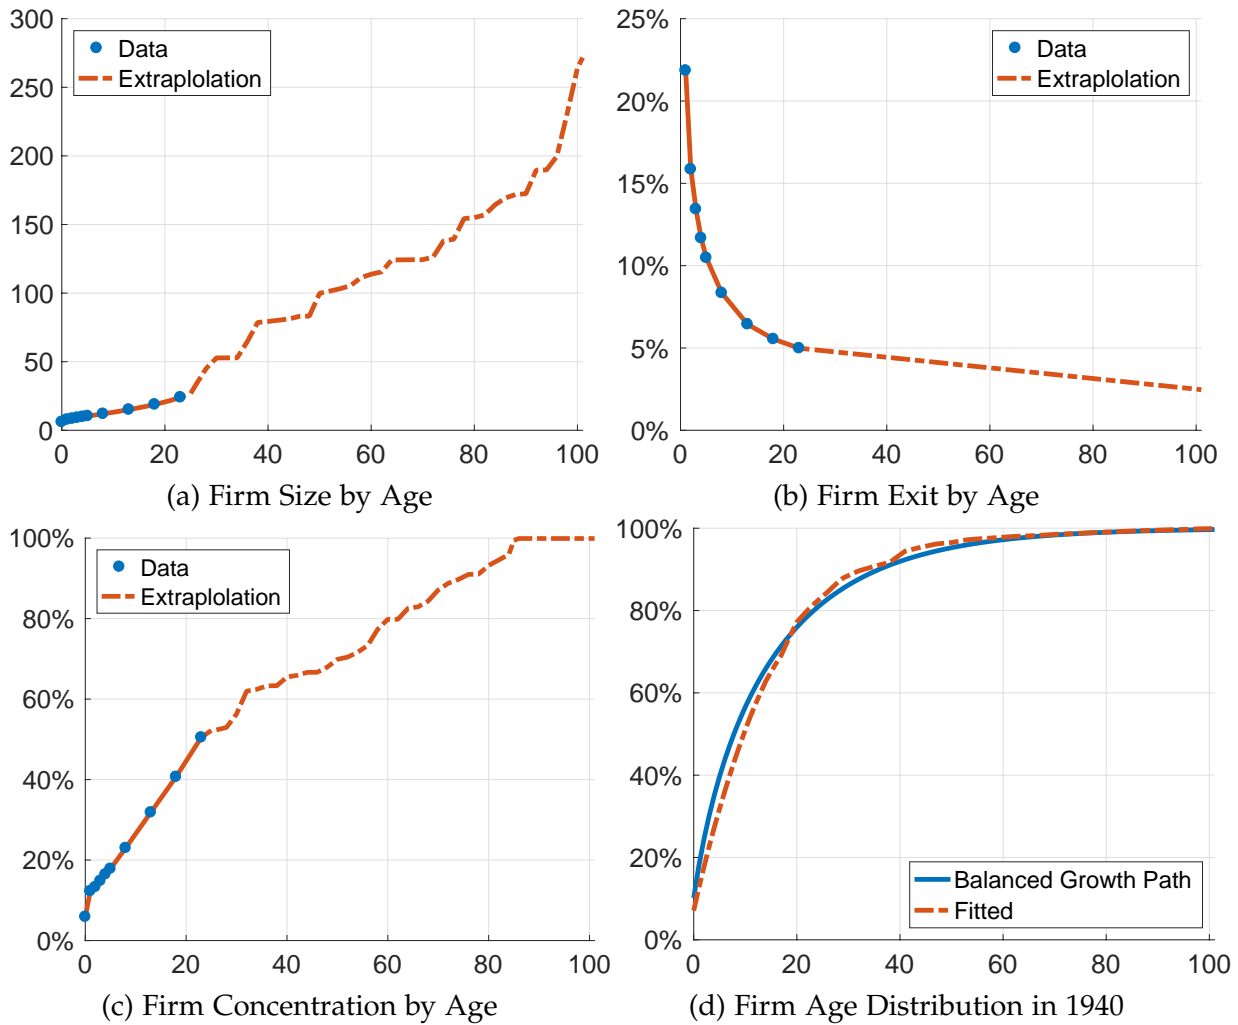 300
250
200
150
100
50
0
Data
Extraplolation
0 20 40 60 80 100
(a) Firm Size by Age
25%
20%
15%
10%
5%
0%
Data
Extraplolation
0 20 40 60 80 100
(b) Firm Exit by Age
100%
80%
60%
40%
20%
0%
Data
Extraplolation
0 20 40 60 80 100
(c) Firm Concentration by Age
100%
80%
60%
40%
20%
0%
Balanced Growth Path
Fitted
0 20 40 60 80 100
(d) Firm Age Distribution in 1940